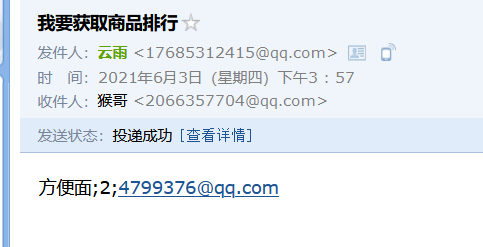 我要获取商品排行
发件人：云雨 <17685312415@qq.com>
时　间：2021年6月3日（星期四）下午3：57
收件人：猴哥 <2066357704@qq.com>
发送状态：投递成功 [查看详情]
方便面;2;4799376@qq.com